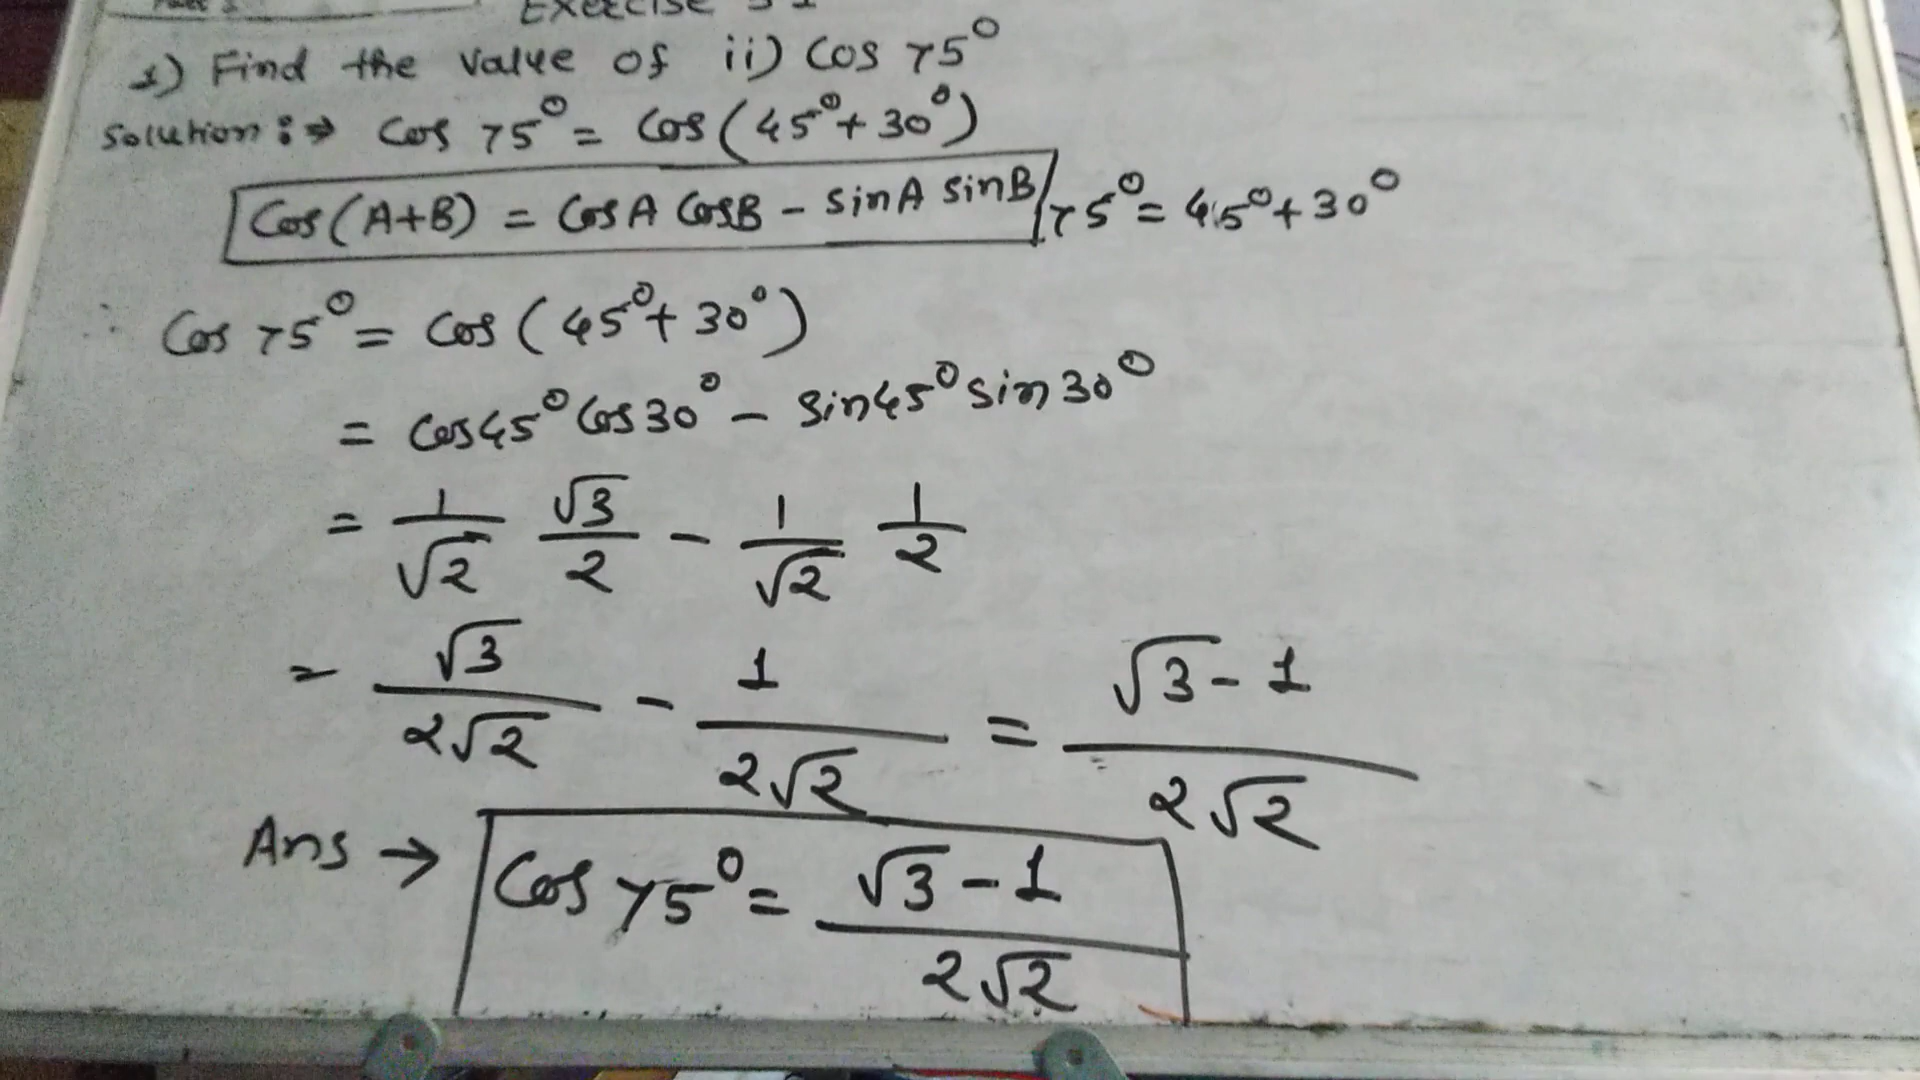 Exercise 3.1
1) Find the value of ii) Cos 75°
Solution :⇒ Cos 75° = Cos (45° + 30°)
Cos (A+B) = Cos A Cos B - sin A sin B 75° = 45° + 30°
∴ Cos 75° = Cos (45° + 30°)
= Cos 45° Cos 30° - Sin 45° Sin 30°
= 1/√2 √3/2 - 1/√2 1/2
= √3/2√2 - 1/2√2 = √3 - 1/2√2
Ans → Cos 75° = √3 - 1/2√2